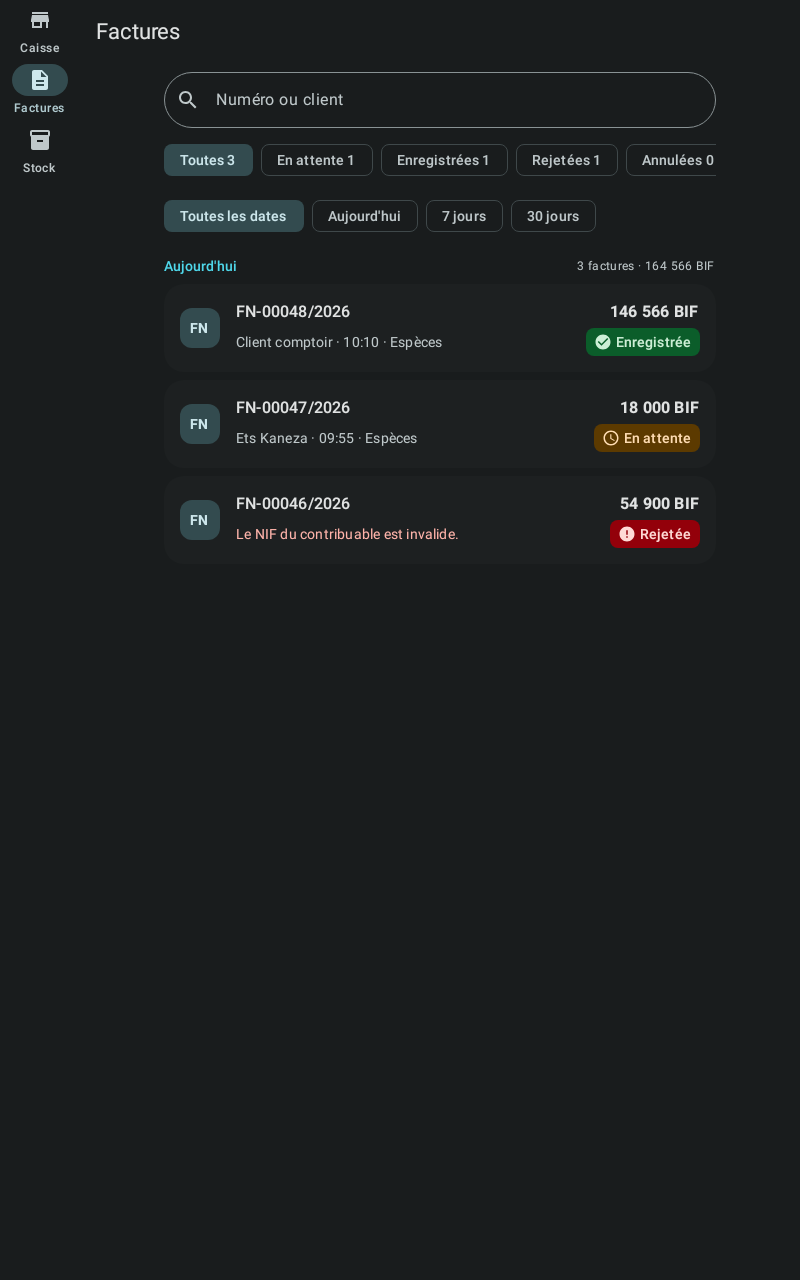 Factures
Caisse
Factures
Stock
Numéro ou client
Toutes 3
En attente 1
Enregistrées 1
Rejetées 1
Annulées 0
Toutes les dates
Aujourd'hui
7 jours
30 jours
Aujourd'hui
3 factures · 164 566 BIF
FN
FN-00048/2026
146 566 BIF
Client comptoir · 10:10 · Espèces
Enregistrée
FN
FN-00047/2026
18 000 BIF
Ets Kaneza · 09:55 · Espèces
En attente
FN
FN-00046/2026
54 900 BIF
Le NIF du contribuable est invalide.
Rejetée